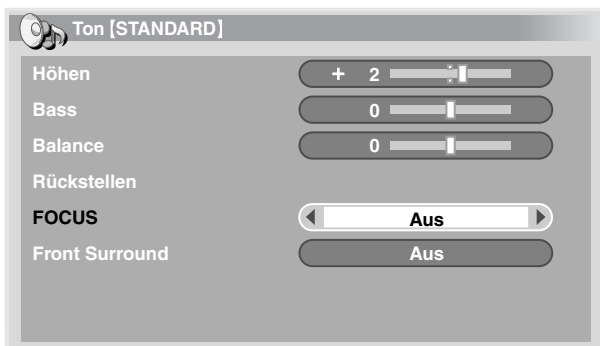 Ton [STANDARD]
Höhen + 2
Bass 0
Balance 0
Rückstellen
FOCUS Aus
Front Surround Aus